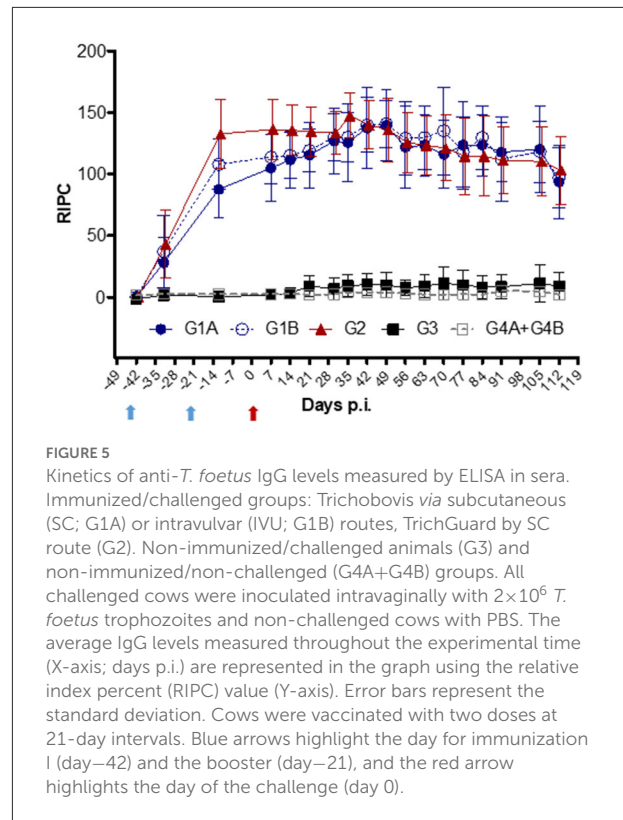 200
150
100
50
0
RIPC
G1A G1B G2 G3 G4A+G4B
-49 -42 -35 -28 -21 -14 -7 0 7 14 21 28 35 42 49 56 63 70 77 84 91 98 105 112 119
Days p.i.
FIGURE 5
Kinetics of anti-T. foetus IgG levels measured by ELISA in sera.
Immunized/challenged groups: Trichobovis via subcutaneous
(SC; G1A) or intravulvar (IVU; G1B) routes, TrichGuard by SC
route (G2). Non-immunized/challenged animals (G3) and
non-immunized/non-challenged (G4A+G4B) groups. All
challenged cows were inoculated intravaginally with 2×10⁶ T.
foetus trophozoites and non-challenged cows with PBS. The
average IgG levels measured throughout the experimental time
(X-axis; days p.i.) are represented in the graph using the relative
index percent (RIPC) value (Y-axis). Error bars represent the
standard deviation. Cows were vaccinated with two doses at
21-day intervals. Blue arrows highlight the day for immunization
I (day−42) and the booster (day−21), and the red arrow
highlights the day of the challenge (day 0).